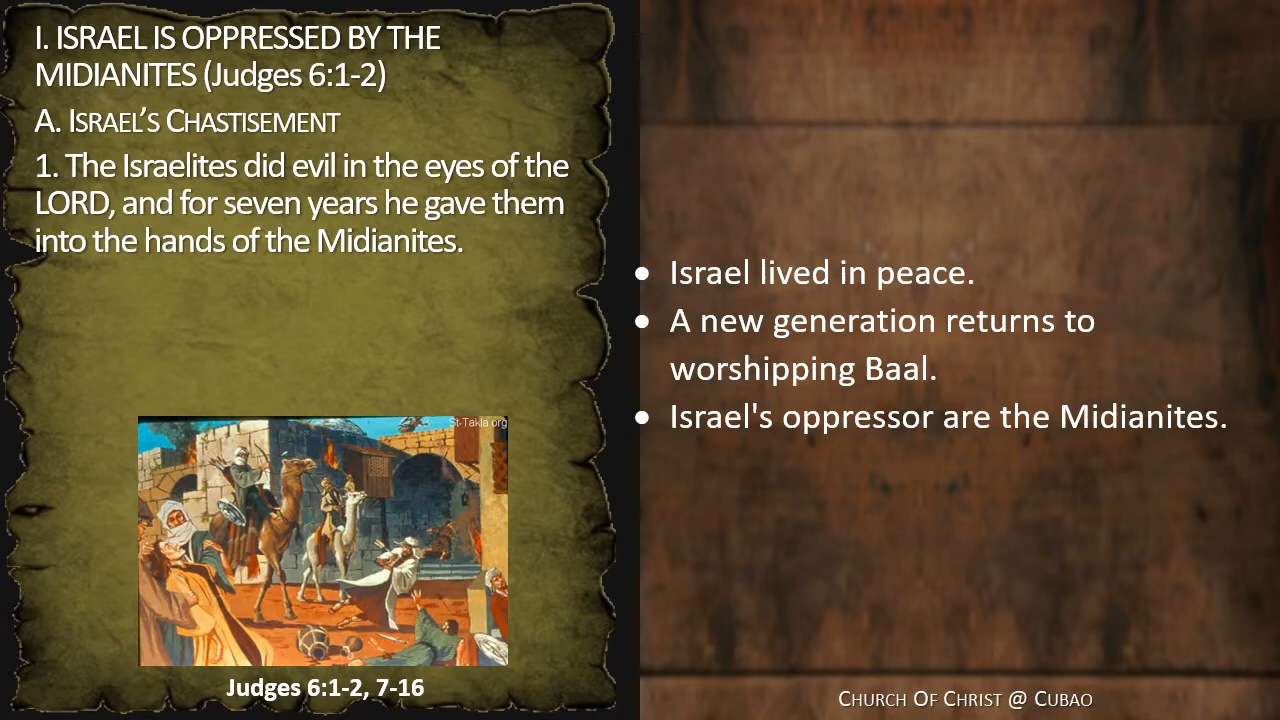 I. ISRAEL IS OPPRESSED BY THE
MIDIANITES (Judges 6:1-2)
A. ISRAEL’S CHASTISEMENT
1. The Israelites did evil in the eyes of the
LORD, and for seven years he gave them
into the hands of the Midianites.
St-Takla.org
Judges 6:1-2, 7-16
● Israel lived in peace.
● A new generation returns to
worshipping Baal.
● Israel's oppressor are the Midianites.
CHURCH OF CHRIST @ CUBAO